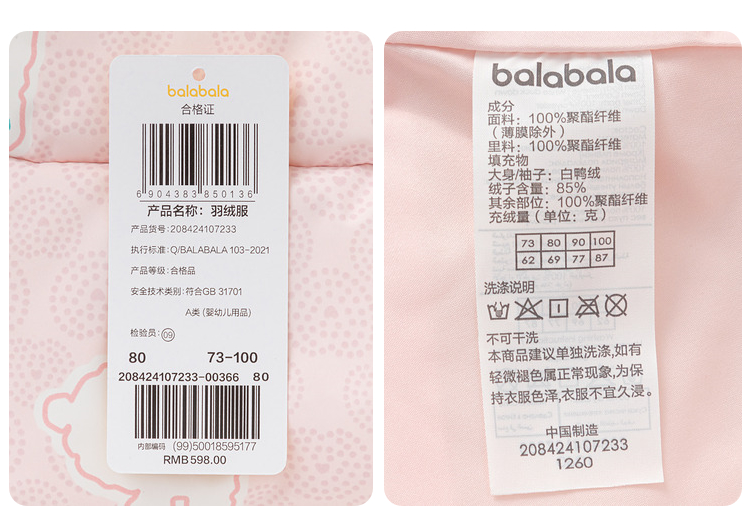 balabala
合格证
6 904383 850136
产品名称：羽绒服
产品货号：208424107233
执行标准：Q/BALABALA 103-2021
产品等级：合格品
安全技术类别：符合GB 31701
A类 (婴幼儿用品)
检验员：09
80 73-100
208424107233-00366 80
内部编码 (99)50018595177
RMB598.00
balabala
成分
面料：100%聚酯纤维
（薄膜除外）
里料：100%聚酯纤维
填充物
大身/袖子：白鸭绒
绒子含量：85%
其余部位：100%聚酯纤维
充绒量（单位：克）
73 80 90 100
62 69 77 87
洗涤说明
不可干洗
本商品建议单独洗涤,如有
轻微褪色属正常现象,为保
持衣服色泽,衣服不宜久浸。
中国制造
208424107233
1260